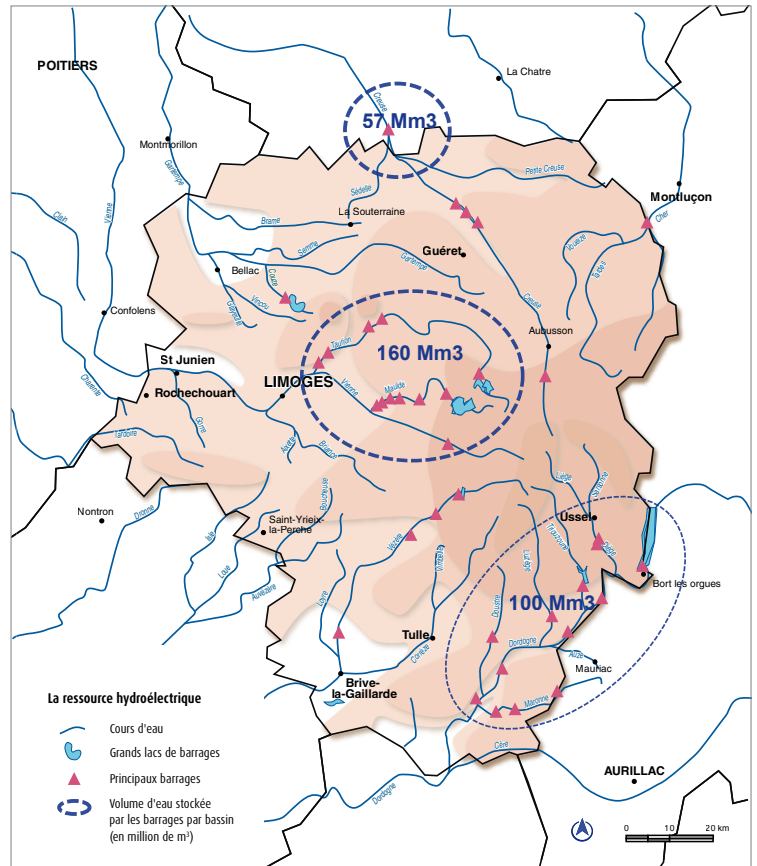 POITIERS
La Chatre
Creuse
57 Mm3
Montmorillon
Gartempe
Petite Creuse
Sédelle
Montluçon
Clain
Vienne
Brame
La Souterraine
Cher
Semme
Voueze
Guéret
Gartempe
Tardes
Bellac
Couze
Vincou
Glayeule
Creuse
Confolens
Aubusson
Taurion
160 Mm3
St Junien
LIMOGES
Vienne
Maulde
Charente
Rochechouart
Gorre
Tardoire
Briance
Liège
Nontron
Dronne
Saint-Yrieix-
la-Perche
Ussel
Isle
Vézère
Luzège
Diège
Loue
Auvézère
Bort les orgues
Loyre
100 Mm3
Doustre
Tulle
Dordogne
Corrèze
Auze
Mauriac
Brive-
la-Gaillarde
Maronne
La ressource hydroélectrique
Cours d'eau
Grands lacs de barrages
Cère
Principaux barrages
AURILLAC
Dordogne
Volume d'eau stockée
par les barrages par bassin
(en million de m³)
0 10 20 km